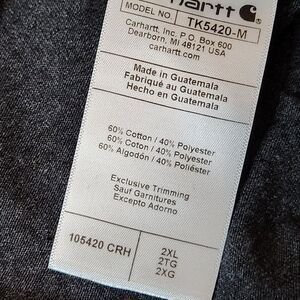 hartt
MODEL NO. TK5420-M
Carhartt, Inc. P.O. Box 600
Dearborn, MI 48121 USA
carhartt.com
Made in Guatemala
Fabriqué au Guatemala
Hecho en Guatemala
60% Cotton / 40% Polyester
60% Coton / 40% Polyester
60% Algodón / 40% Poliéster
Exclusive Trimming
Sauf Garnitures
Excepto Adorno
105420 CRH
2XL
2TG
2XG